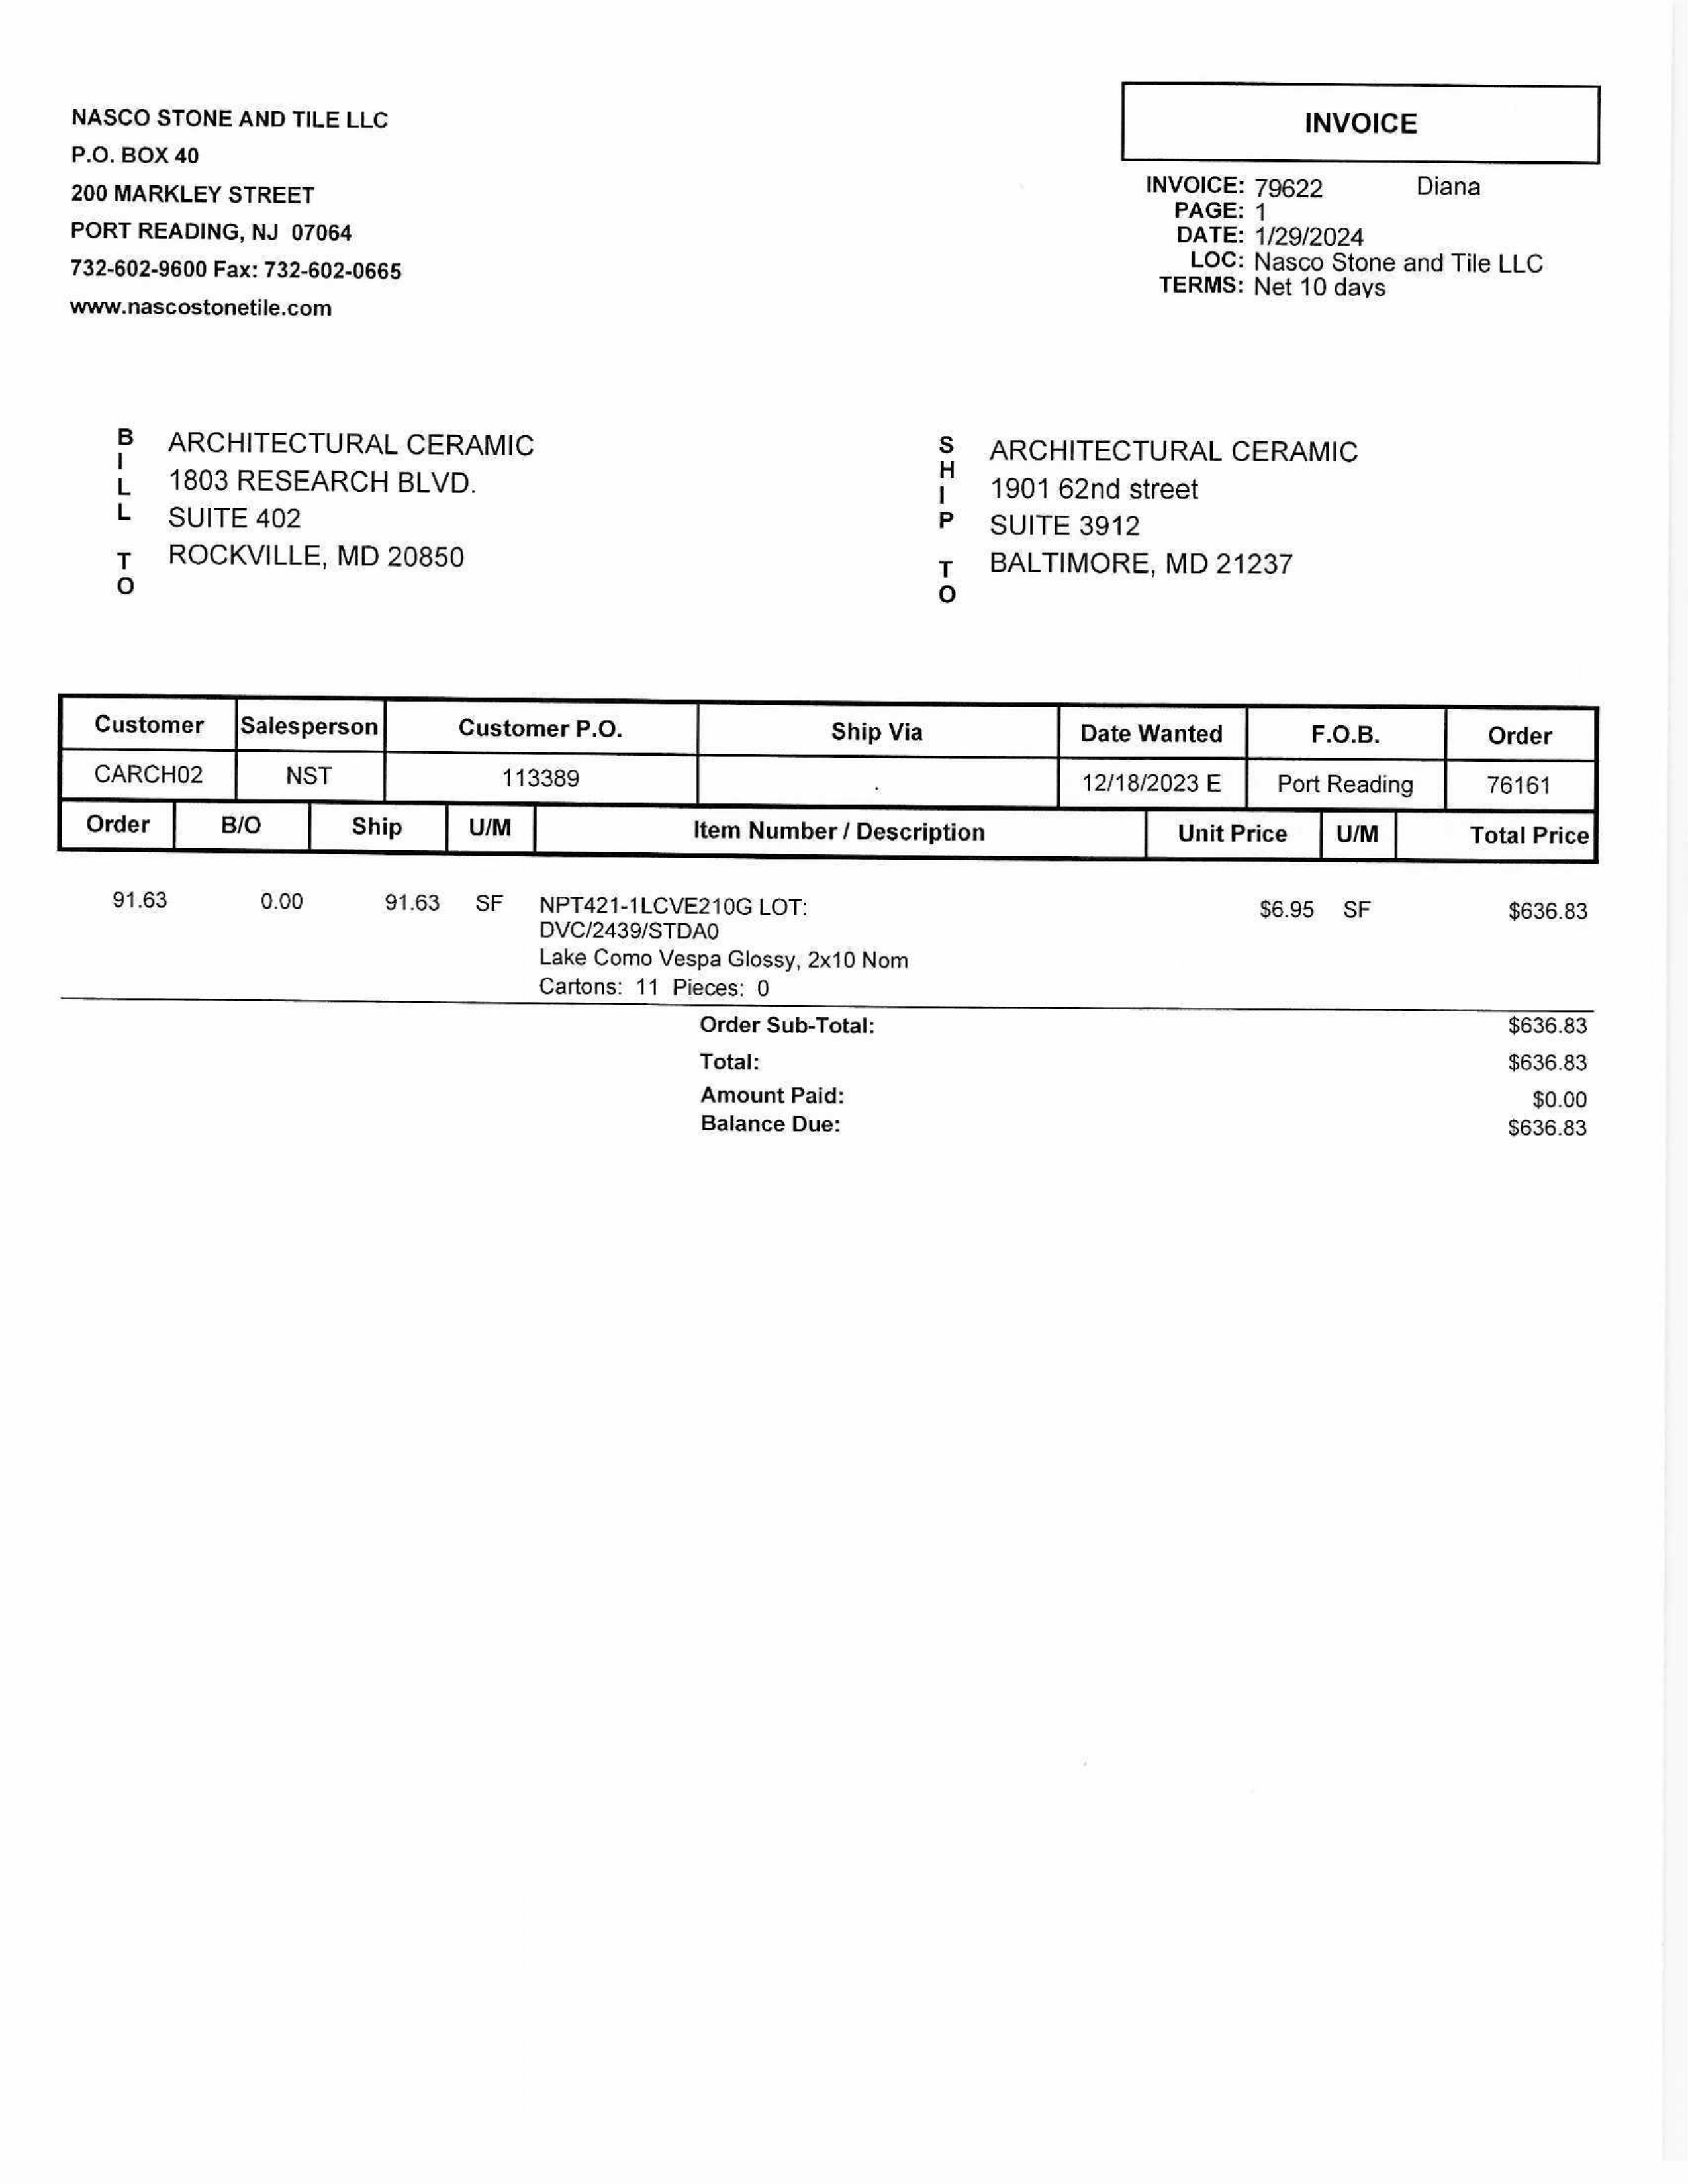 NASCO STONE AND TILE LLC
P.O. BOX 40
200 MARKLEY STREET
PORT READING, NJ 07064
732-602-9600 Fax: 732-602-0665
www.nascostonetile.com
INVOICE
INVOICE: 79622 Diana
PAGE: 1
DATE: 1/29/2024
LOC: Nasco Stone and Tile LLC
TERMS: Net 10 days
BILL TO
ARCHITECTURAL CERAMIC
1803 RESEARCH BLVD.
SUITE 402
ROCKVILLE, MD 20850
SHIP TO
ARCHITECTURAL CERAMIC
1901 62nd street
SUITE 3912
BALTIMORE, MD 21237
Customer Salesperson Customer P.O. Ship Via Date Wanted F.O.B. Order
CARCH02 NST 113389 12/18/2023 E Port Reading 76161
Order B/O Ship U/M Item Number / Description Unit Price U/M Total Price
91.63 0.00 91.63 SF NPT421-1LCVE210G LOT: $6.95 SF $636.83
DVC/2439/STDA0
Lake Como Vespa Glossy, 2x10 Nom
Cartons: 11 Pieces: 0
Order Sub-Total: $636.83
Total: $636.83
Amount Paid: $0.00
Balance Due: $636.83